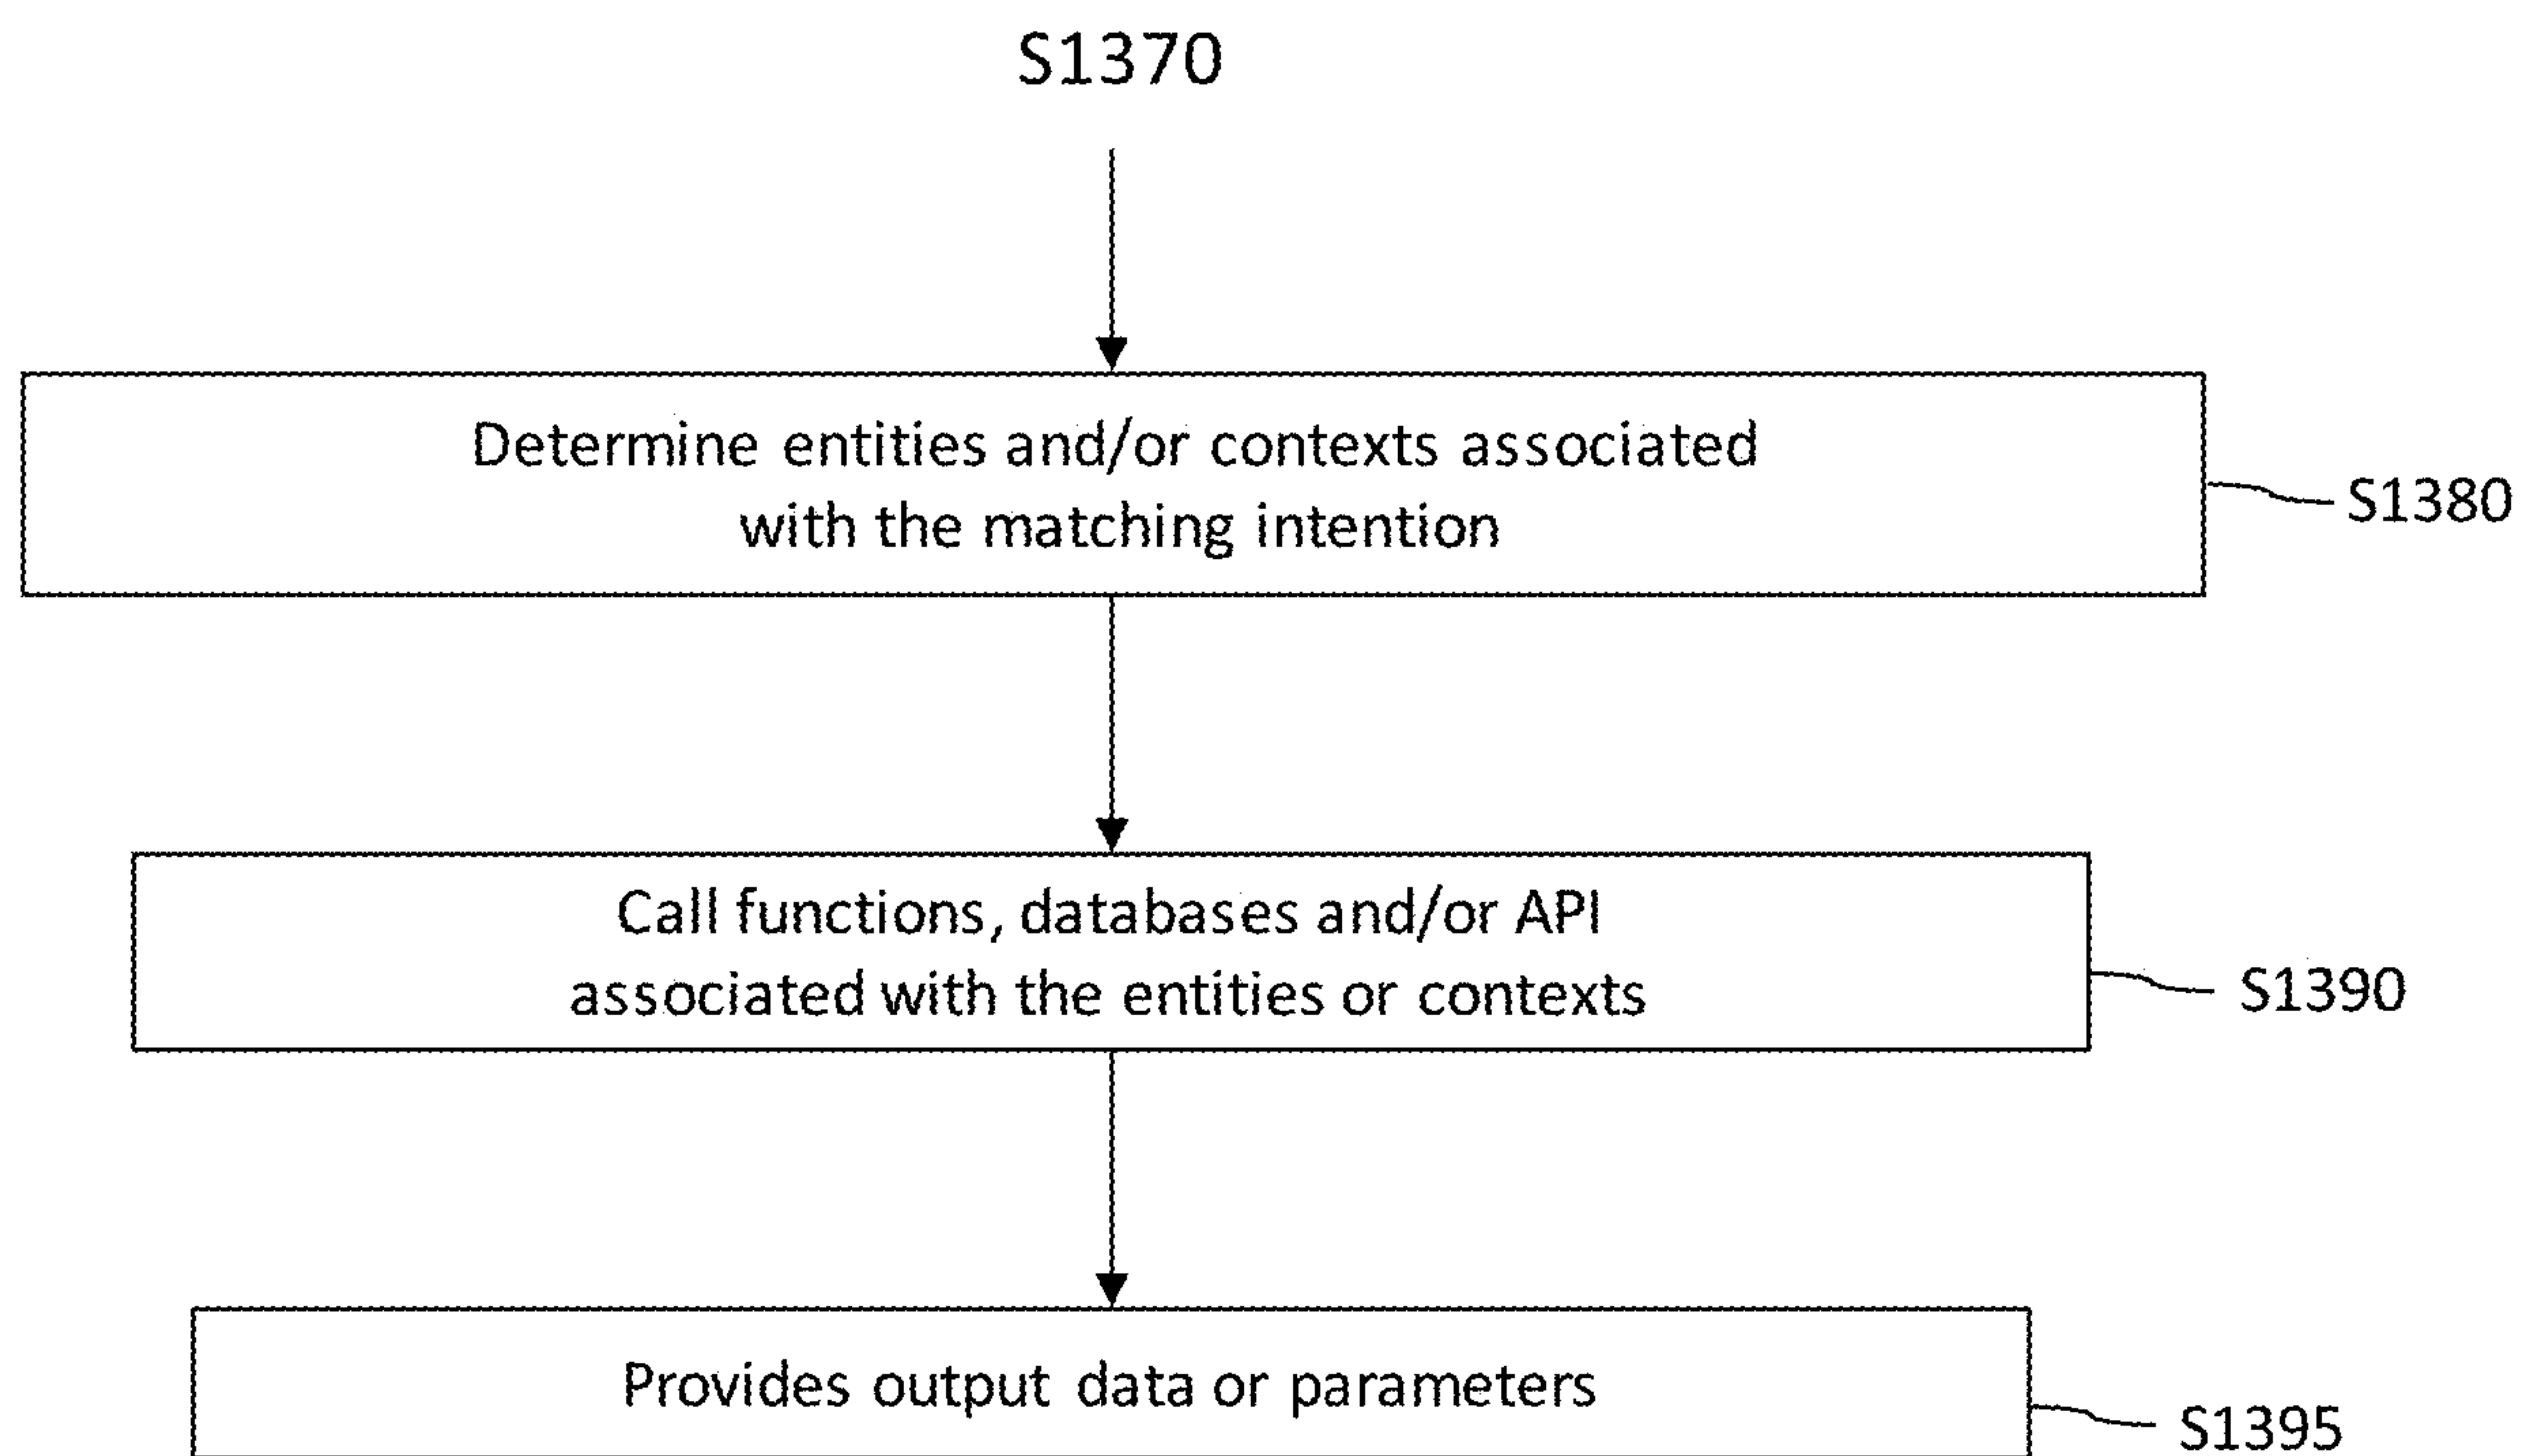 S1370
Determine entities and/or contexts associated
with the matching intention
S1380
Call functions, databases and/or API
associated with the entities or contexts
S1390
Provides output data or parameters
S1395